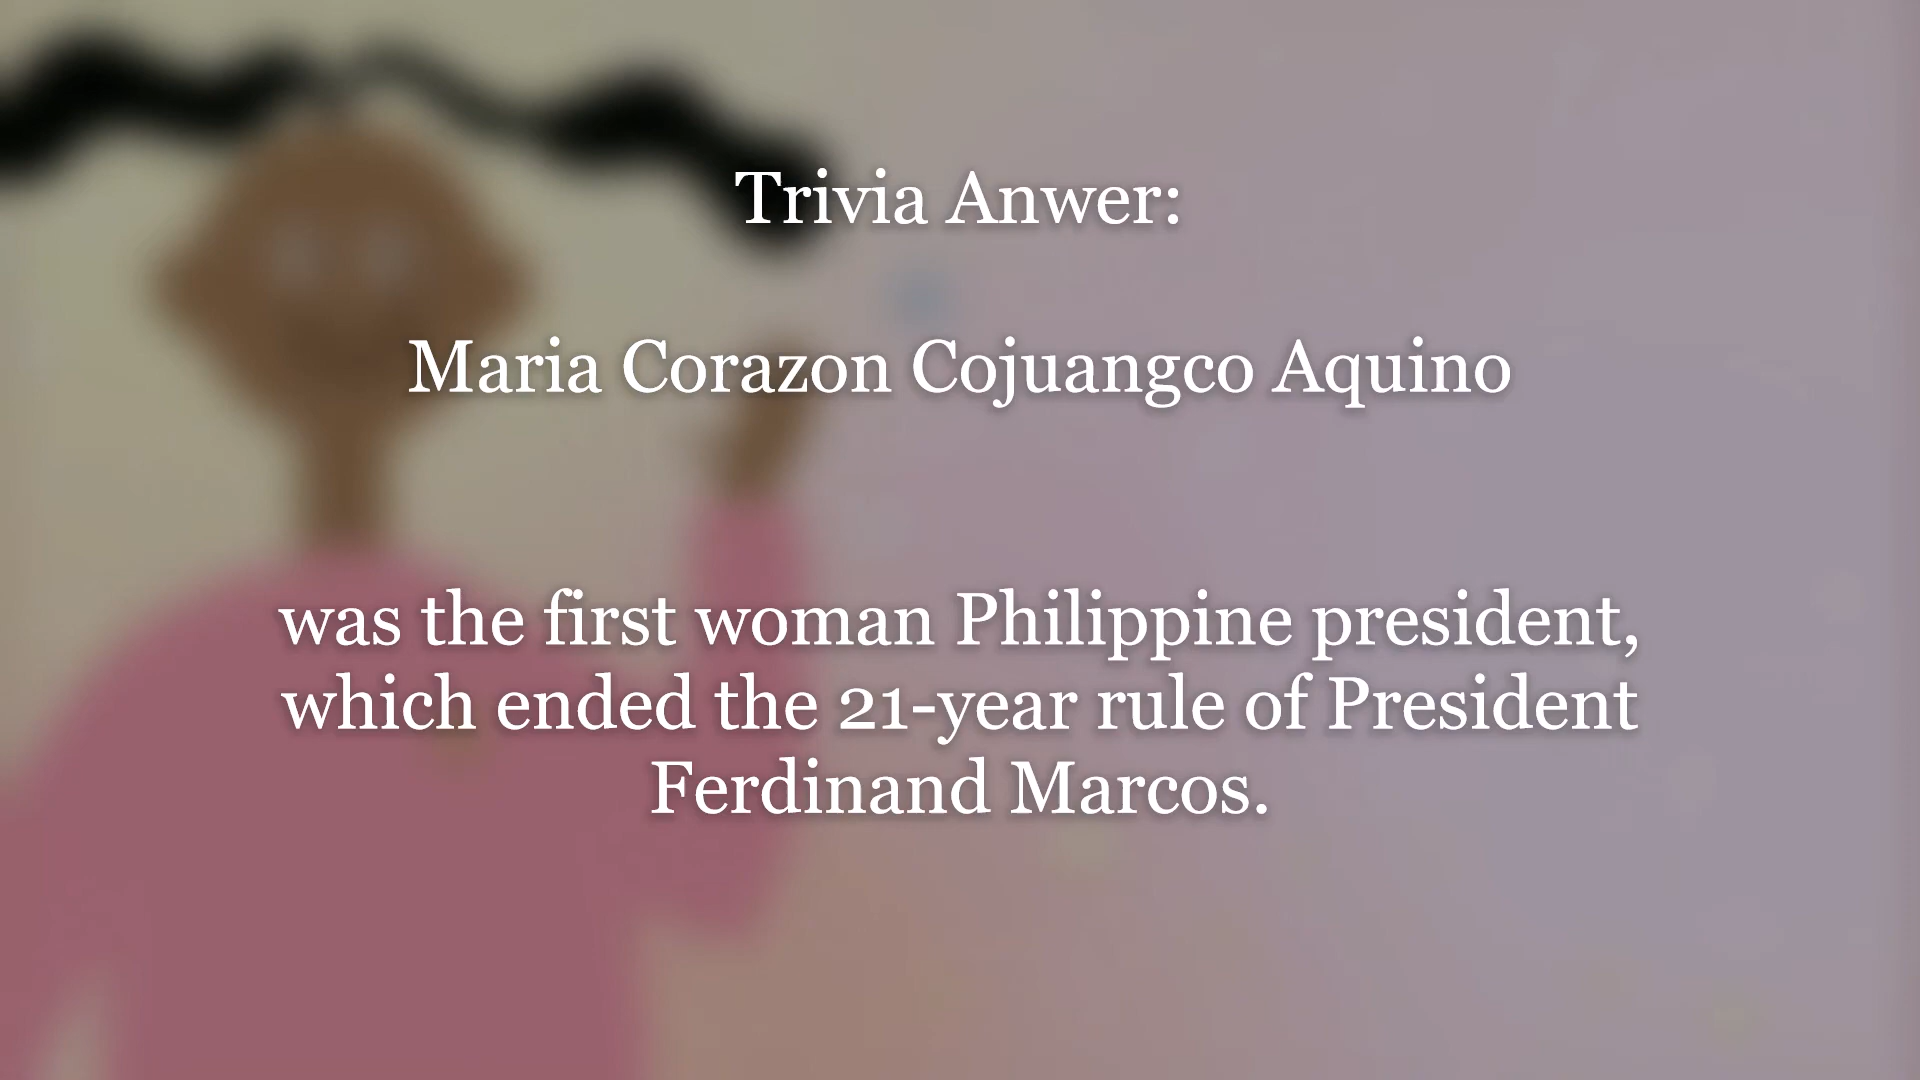 Trivia Anwer:
Maria Corazon Cojuangco Aquino
was the first woman Philippine president,
which ended the 21-year rule of President
Ferdinand Marcos.